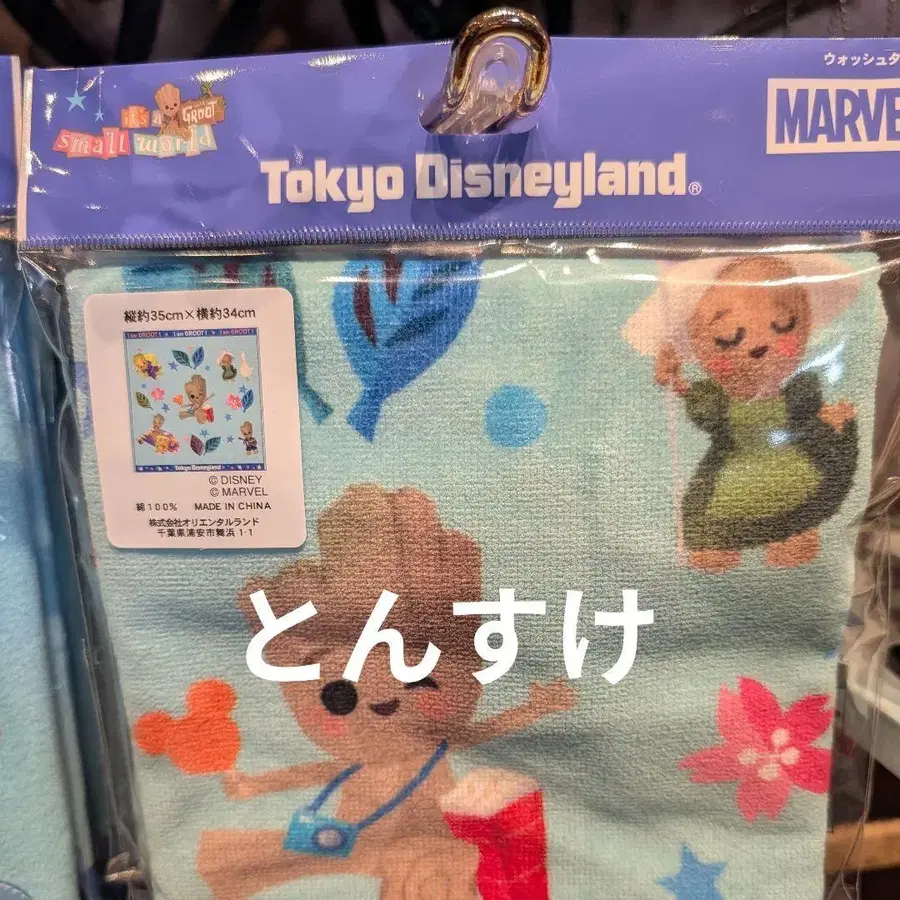 ウォッシュタ
it's a
GROOT
small world
MARVE
Tokyo Disneyland®
縦約35cm×横約34cm
I am GROOT! I am GROOT! I am GROOT!
Tokyo Disneyland
© DISNEY
© MARVEL
綿100% MADE IN CHINA
株式会社オリエンタルランド
千葉県浦安市舞浜1-1
とんすけ